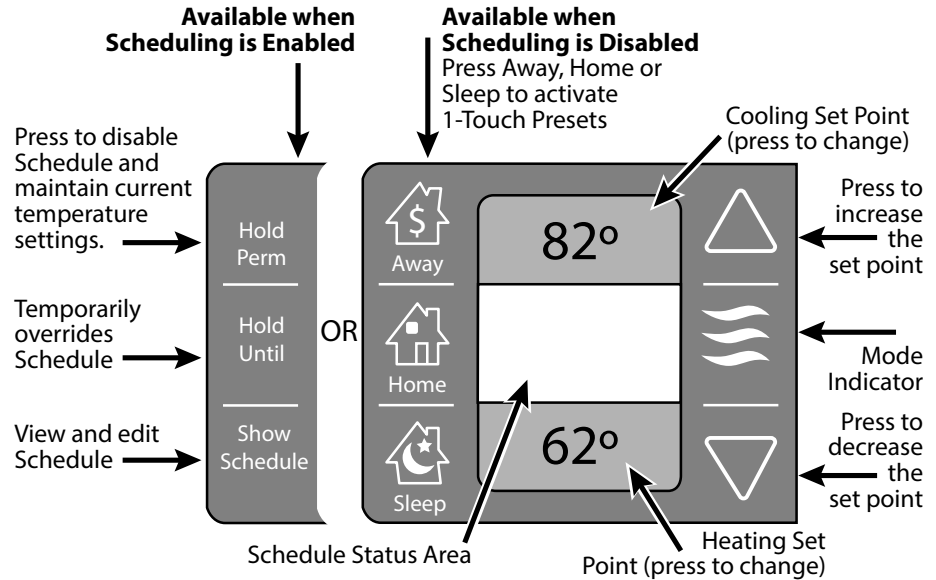 Available when
Scheduling is Enabled
Available when
Scheduling is Disabled
Press Away, Home or
Sleep to activate
1-Touch Presets
Cooling Set Point
(press to change)
Press to disable
Schedule and
maintain current
temperature
settings.
Hold
Perm
Away
82º
Press to
increase
the
set point
Temporarily
overrides
Schedule
Hold
Until
OR
Home
Mode
Indicator
View and edit
Schedule
Show
Schedule
Sleep
62º
Press to
decrease
the
set point
Schedule Status Area
Heating Set
Point (press to change)